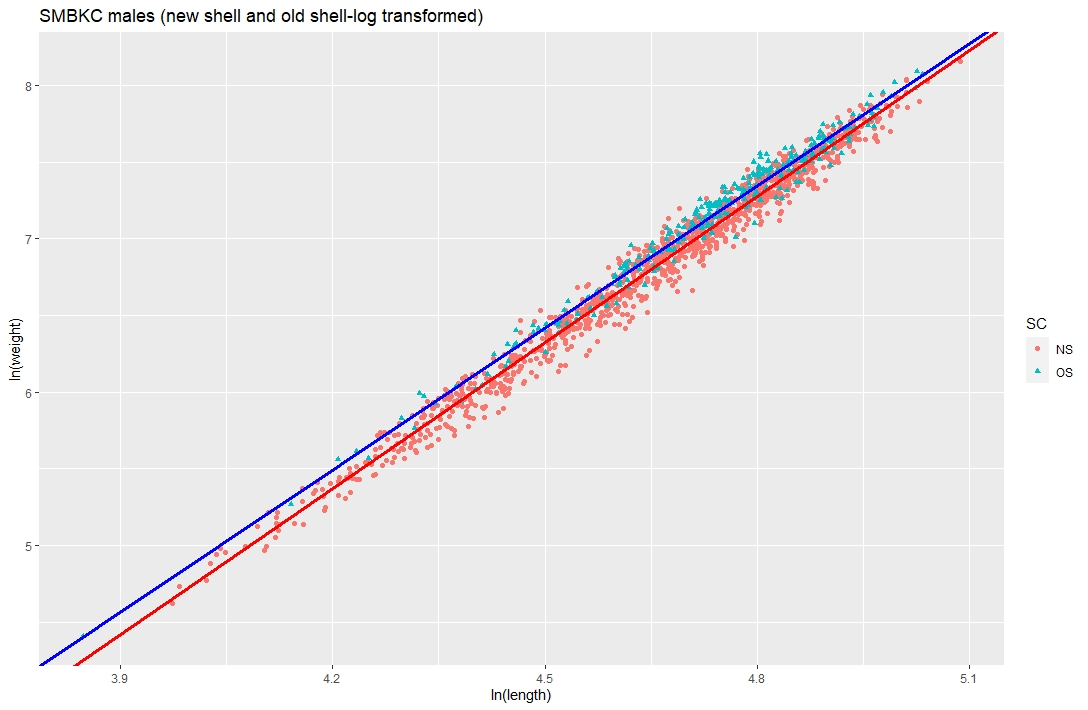 SMBKC males (new shell and old shell-log transformed)
ln(weight)
8
7
6
5
3.9
4.2
4.5
4.8
5.1
ln(length)
SC
NS
OS